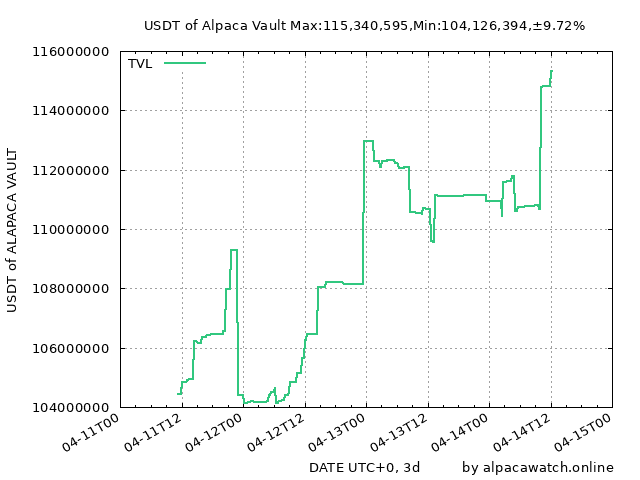 USDT of Alpaca Vault Max:115,340,595,Min:104,126,394,±9.72%
TVL
116000000
114000000
112000000
110000000
108000000
106000000
104000000
USDT of ALAPACA VAULT
04-11T00
04-11T12
04-12T00
04-12T12
04-13T00
04-13T12
04-14T00
04-14T12
04-15T00
DATE UTC+0, 3d
by alpacawatch.online